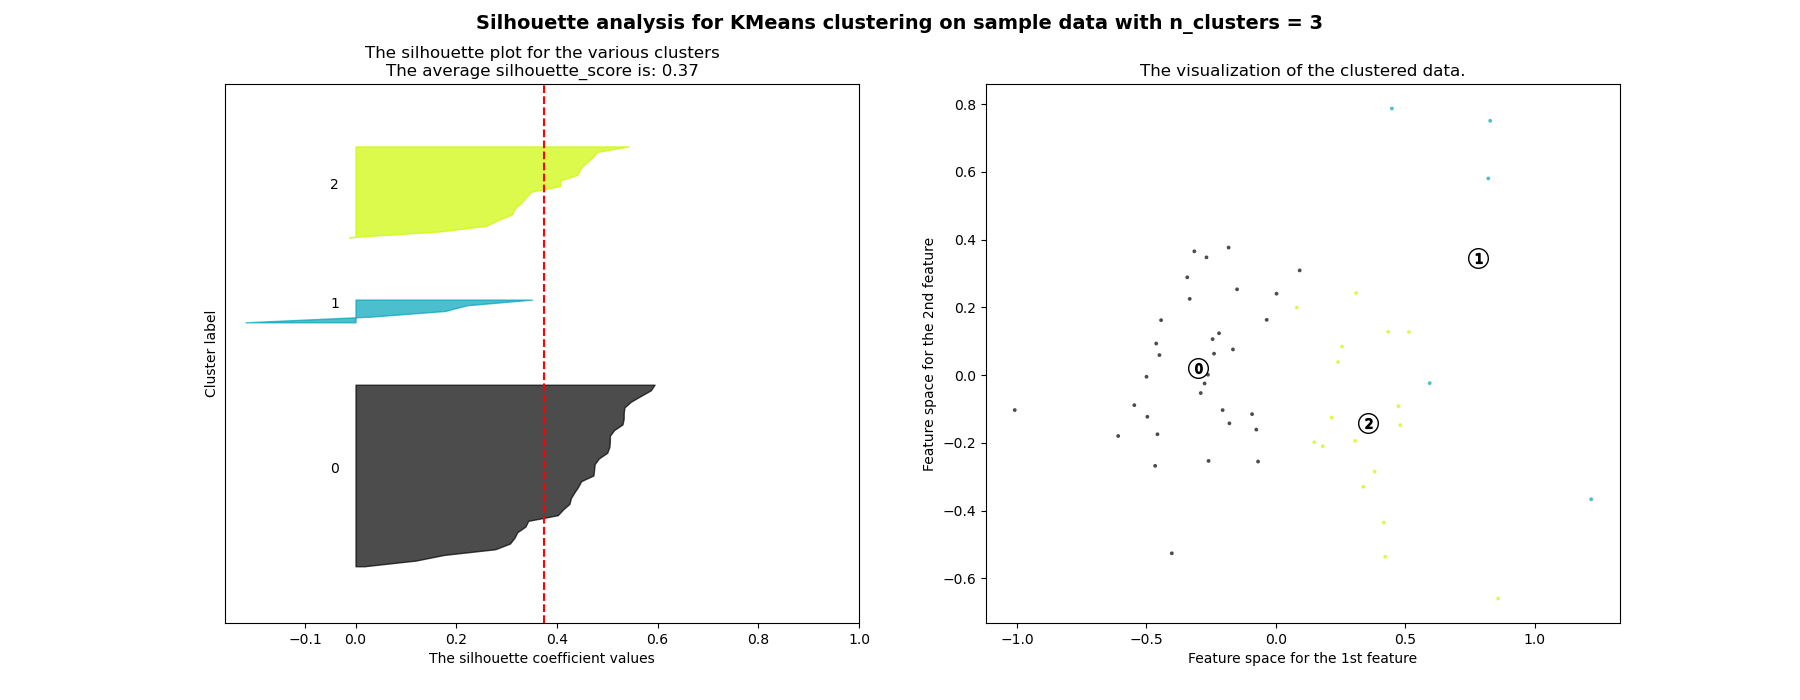 Silhouette analysis for KMeans clustering on sample data with n_clusters = 3
The silhouette plot for the various clusters
The average silhouette_score is: 0.37
2
1
0
Cluster label
−0.1 0.0 0.2 0.4 0.6 0.8 1.0
The silhouette coefficient values
The visualization of the clustered data.
0.8
0.6
0.4
0.2
0.0
−0.2
−0.4
−0.6
Feature space for the 2nd feature
1
0
2
−1.0 −0.5 0.0 0.5 1.0
Feature space for the 1st feature